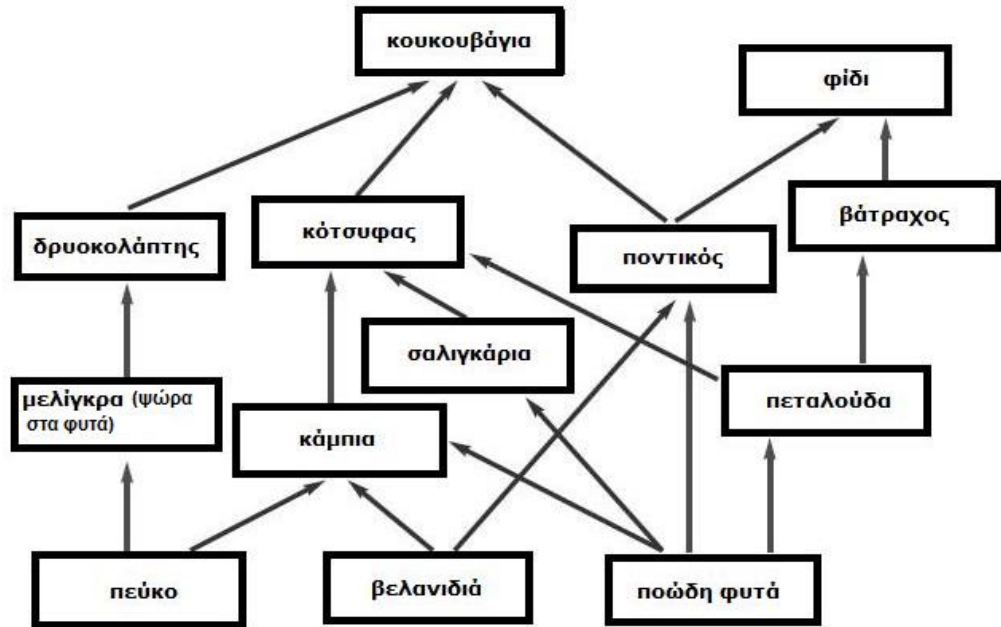 κουκουβάγια
φίδι
βάτραχος
δρυοκολάπτης
κότσυφας
ποντικός
σαλιγκάρια
μελίγκρα (ψώρα
στα φυτά)
πεταλούδα
κάμπια
πεύκο
βελανιδιά
ποώδη φυτά